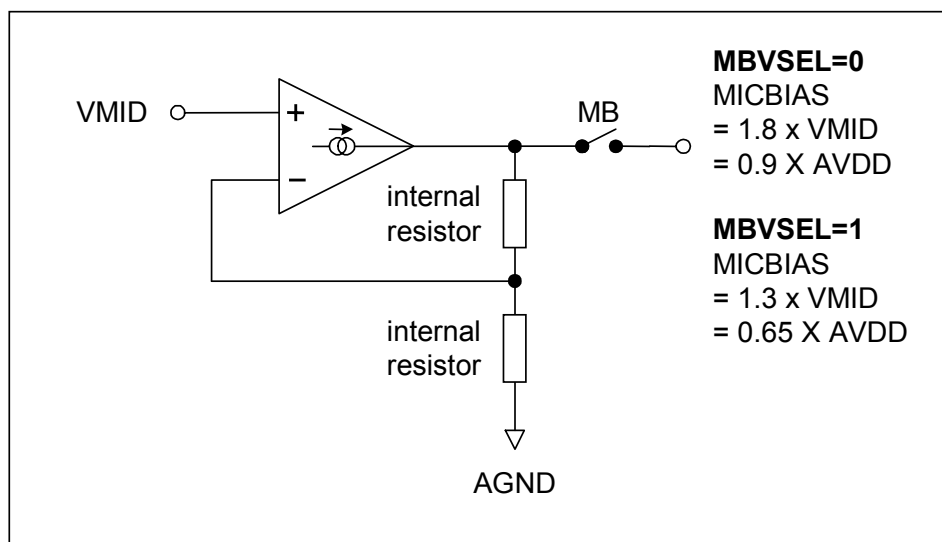 MBVSEL=0
MICBIAS
= 1.8 x VMID
= 0.9 X AVDD
VMID
+
−
MB
internal
resistor
MBVSEL=1
MICBIAS
= 1.3 x VMID
= 0.65 X AVDD
internal
resistor
AGND